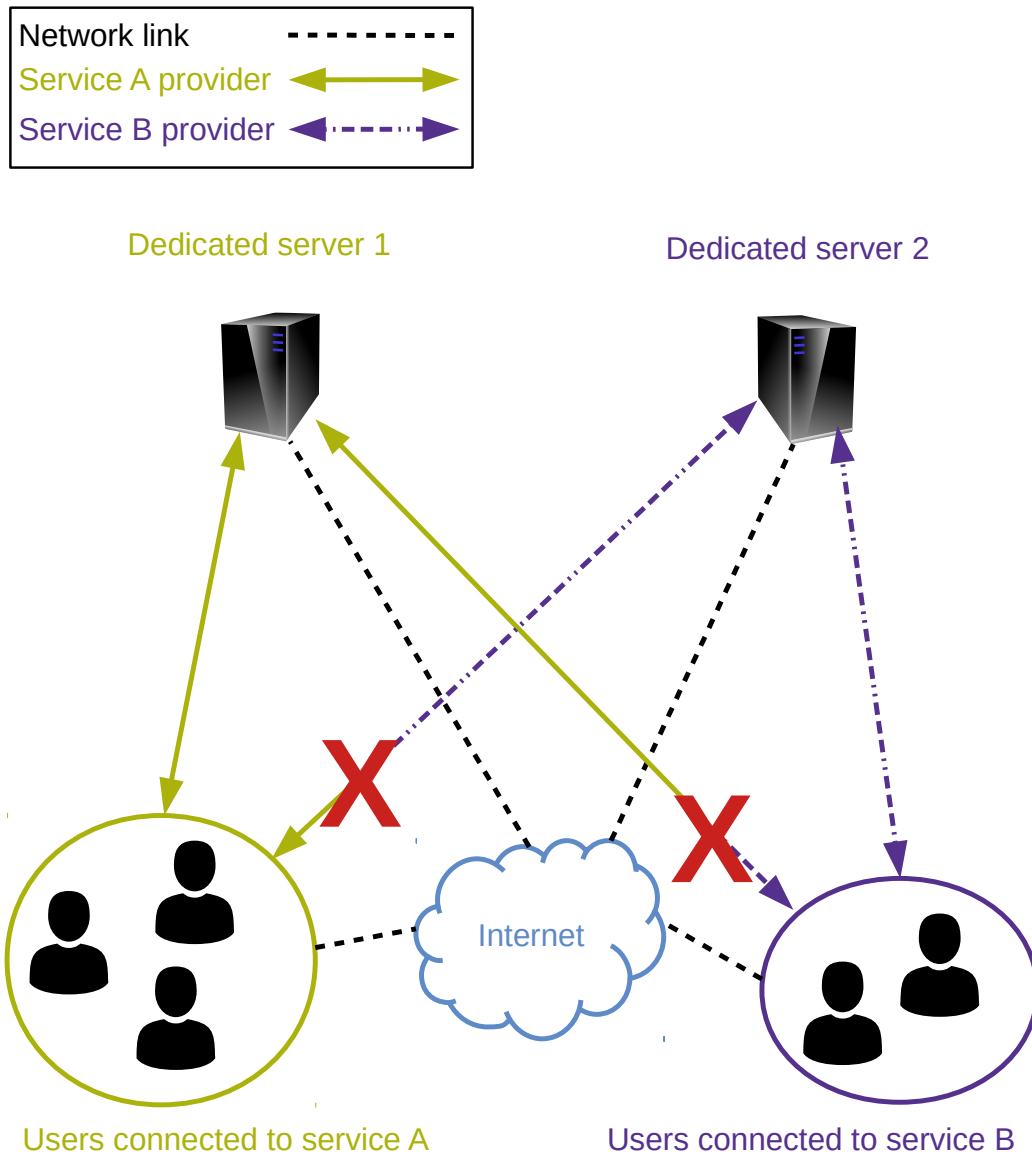 Network link
Service A provider
Service B provider
Dedicated server 1
Dedicated server 2
Internet
Users connected to service A
Users connected to service B